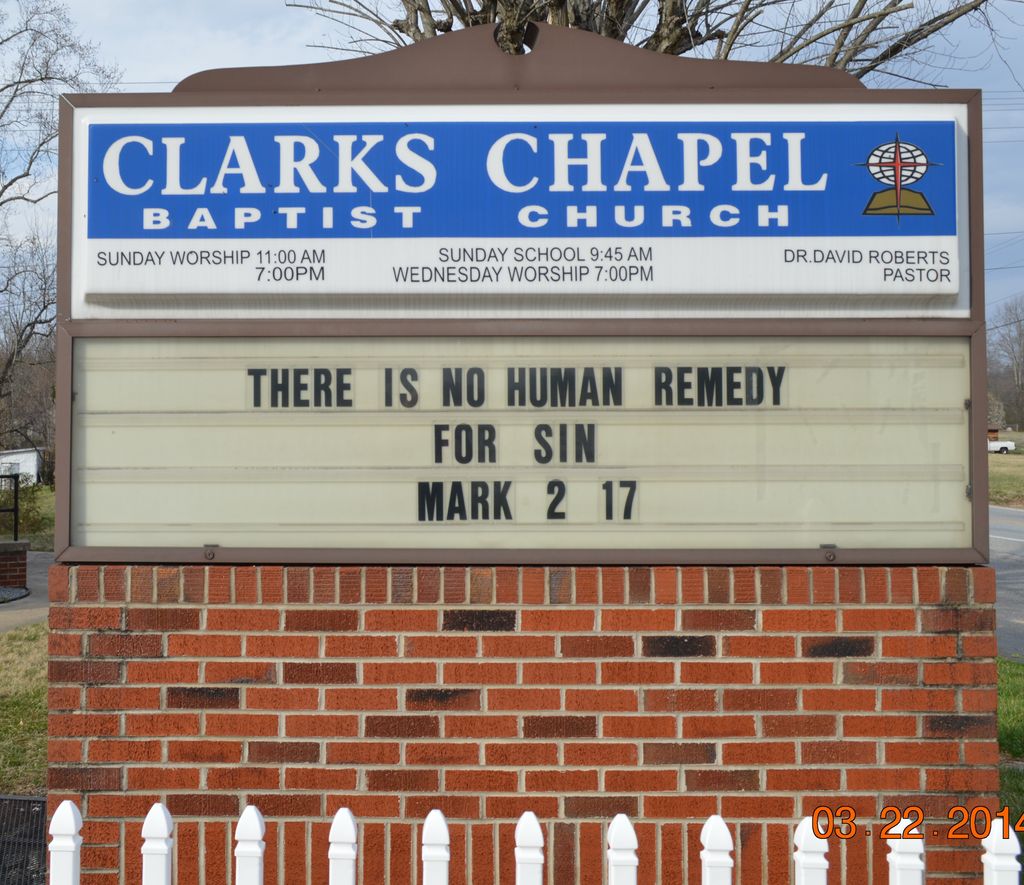 CLARKS CHAPEL
BAPTIST CHURCH
SUNDAY WORSHIP 11:00 AM
7:00PM
SUNDAY SCHOOL 9:45 AM
WEDNESDAY WORSHIP 7:00PM
DR.DAVID ROBERTS
PASTOR
THERE IS NO HUMAN REMEDY
FOR SIN
MARK 2 17
03.22.2014